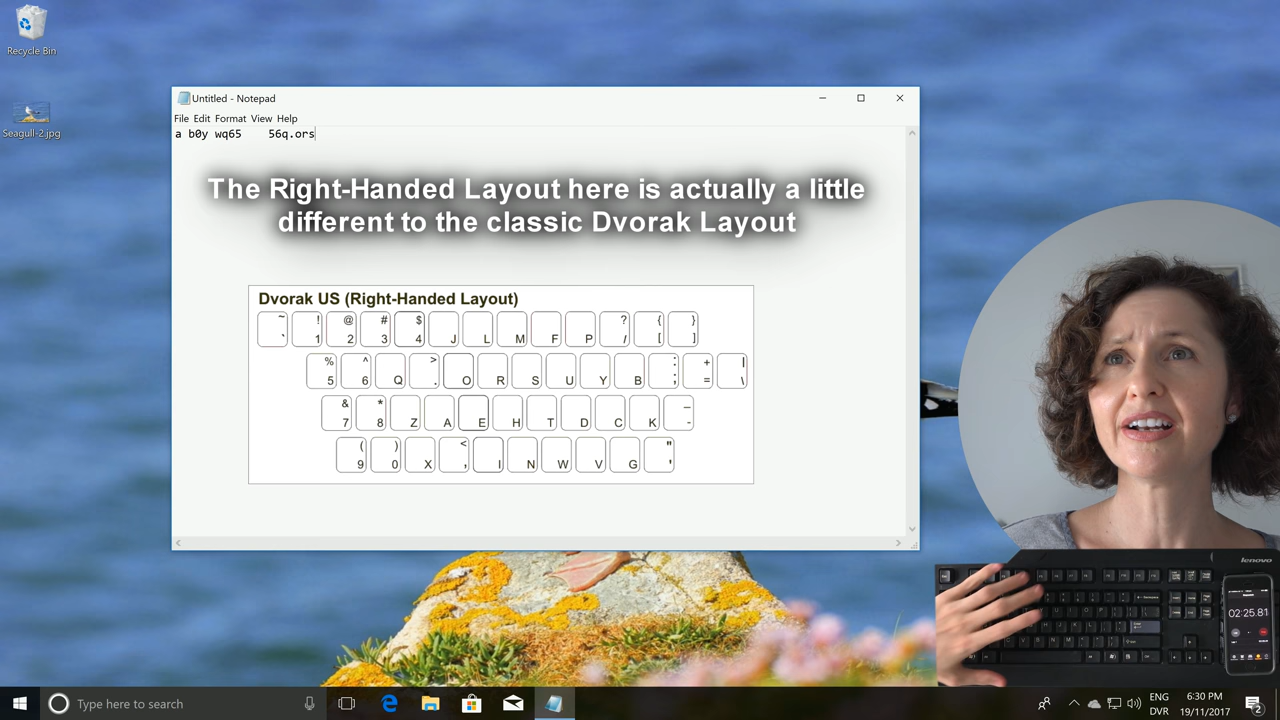 Recycle Bin
Seagull-2.jpg
Untitled - Notepad
File Edit Format View Help
a b0y wq65    56q.ors
The Right-Handed Layout here is actually a little
different to the classic Dvorak Layout
Dvorak US (Right-Handed Layout)
~ ! @ # $ ? { }
` 1 2 3 4 J L M F P / [ ]
% ^ > : + |
5 6 Q . O R S U Y B ; = \
& * _
7 8 Z A E H T D C K -
( ) < "
9 0 X , I N W V G '
lenovo
02:25.81
Type here to search
ENG
DVR
6:30 PM
19/11/2017
2